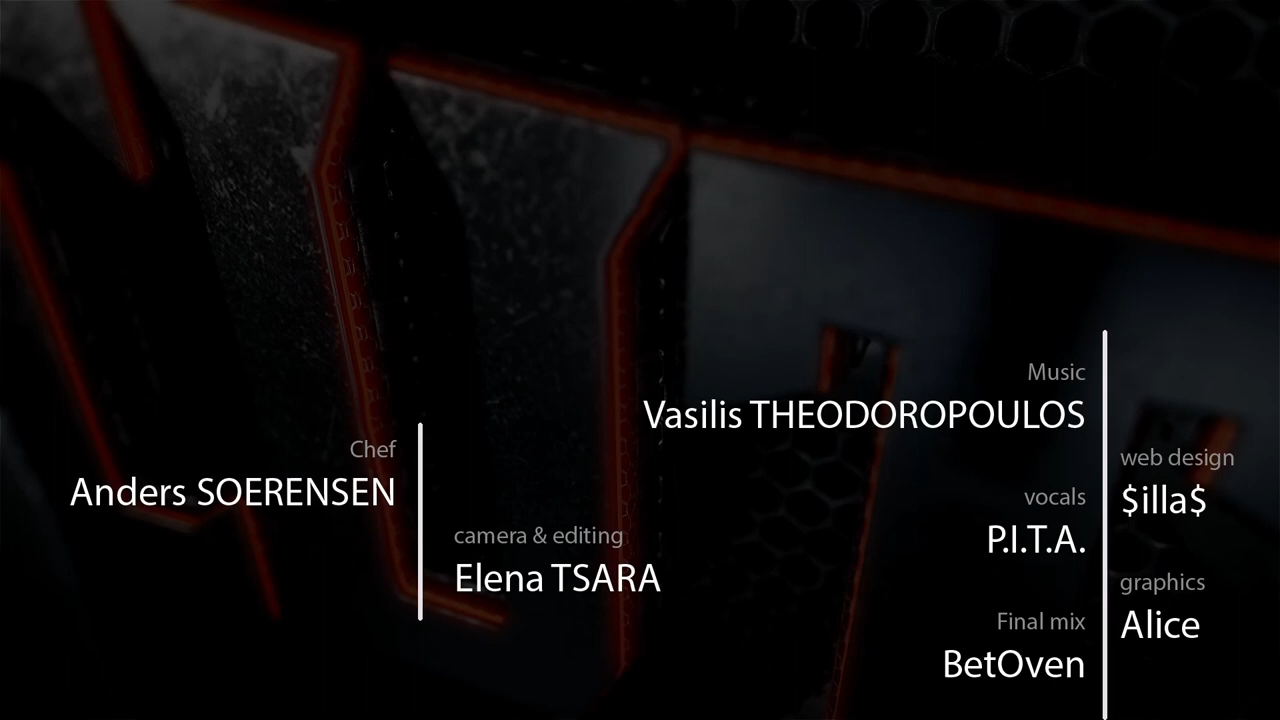 Chef
Anders SOERENSEN
camera & editing
Elena TSARA
Music
Vasilis THEODOROPOULOS
web design
$illa$
vocals
P.I.T.A.
graphics
Alice
Final mix
BetOven